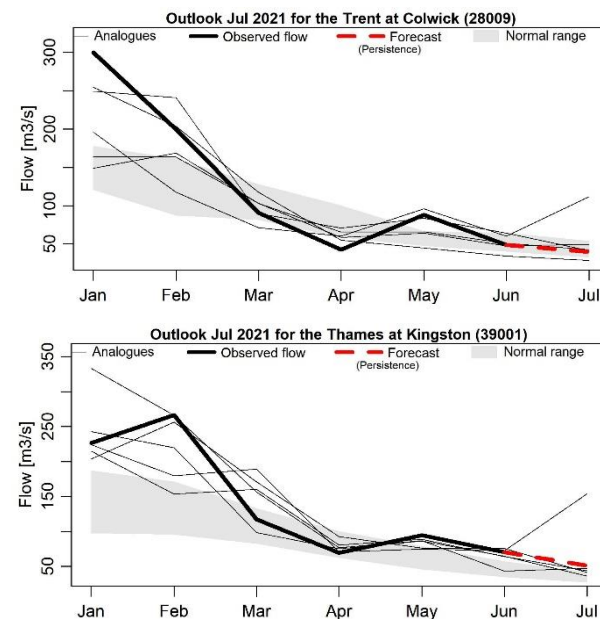 Outlook Jul 2021 for the Trent at Colwick (28009)
Analogues Observed flow Forecast Normal range
(Persistence)
Flow [m3/s]
300
200
100
50
Jan Feb Mar Apr May Jun Jul
Outlook Jul 2021 for the Thames at Kingston (39001)
Analogues Observed flow Forecast Normal range
(Persistence)
Flow [m3/s]
350
250
150
50
Jan Feb Mar Apr May Jun Jul